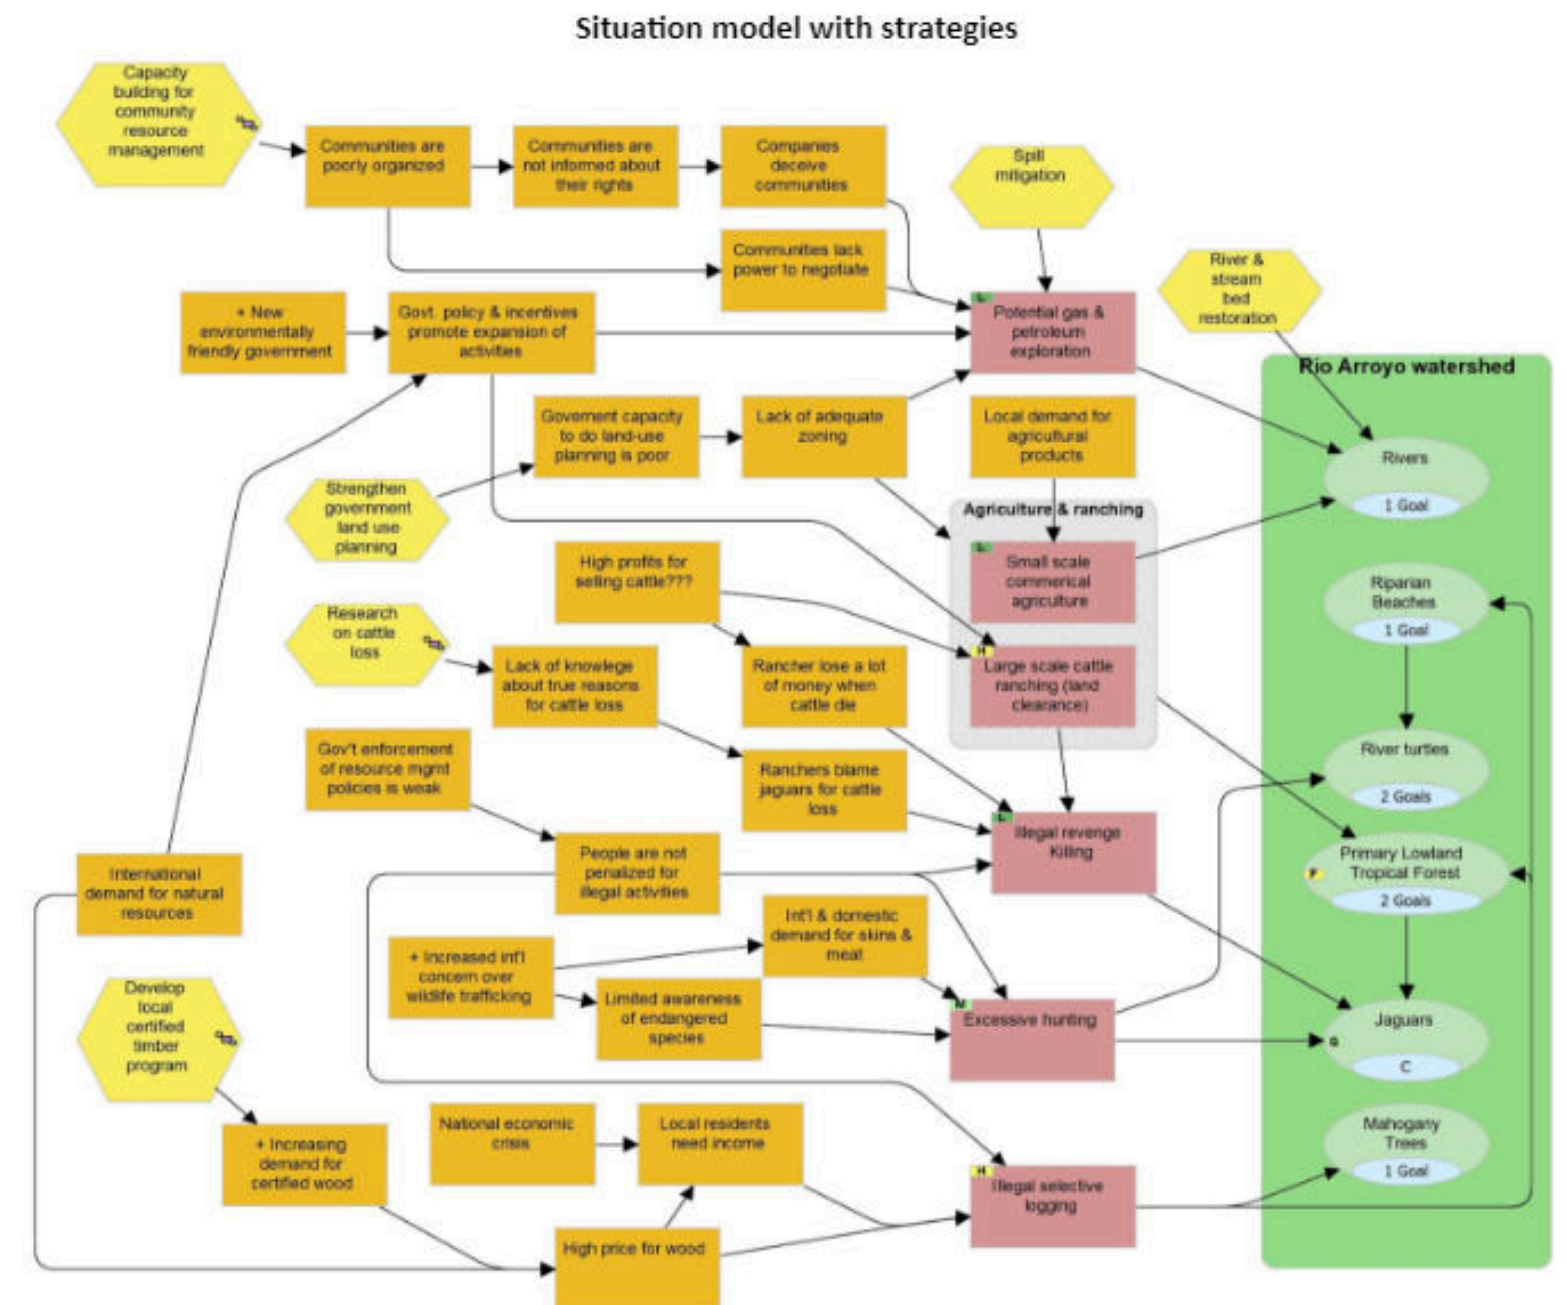 Situation model with strategies
Capacity
building for
community
resource
management
Communities are
poorly organized
Communities are
not informed about
their rights
Companies
deceive
communities
Spill
mitigation
Communities lack
power to negotiate
River &
stream
bed
restoration
+ New
environmentally
friendly government
Govt. policy & incentives
promote expansion of
activities
L
Potential gas &
petroleum
exploration
Rio Arroyo watershed
Goverment capacity
to do land-use
planning is poor
Lack of adequate
zoning
Local demand for
agricultural
products
Rivers
1 Goal
Strengthen
government
land use
planning
Agriculture & ranching
High profits for
selling cattle???
L
Small scale
commerical
agriculture
Riparian
Beaches
1 Goal
Research
on cattle
loss
Lack of knowlege
about true reasons
for cattle loss
Rancher lose a lot
of money when
cattle die
H
Large scale cattle
ranching (land
clearance)
Gov't enforcement
of resource mgmt
policies is weak
Ranchers blame
jaguars for cattle
loss
River turtles
2 Goals
International
demand for natural
resources
People are not
penalized for
illegal activities
L
Illegal revenge
Killing
Primary Lowland
Tropical Forest
P
2 Goals
+ Increased int'l
concern over
wildlife trafficking
Int'l & domestic
demand for skins &
meat
Limited awareness
of endangered
species
M
Excessive hunting
Jaguars
G
C
Develop
local
certified
timber
program
+ Increasing
demand for
certified wood
National economic
crisis
Local residents
need income
High price for wood
H
Illegal selective
logging
Mahogany
Trees
1 Goal